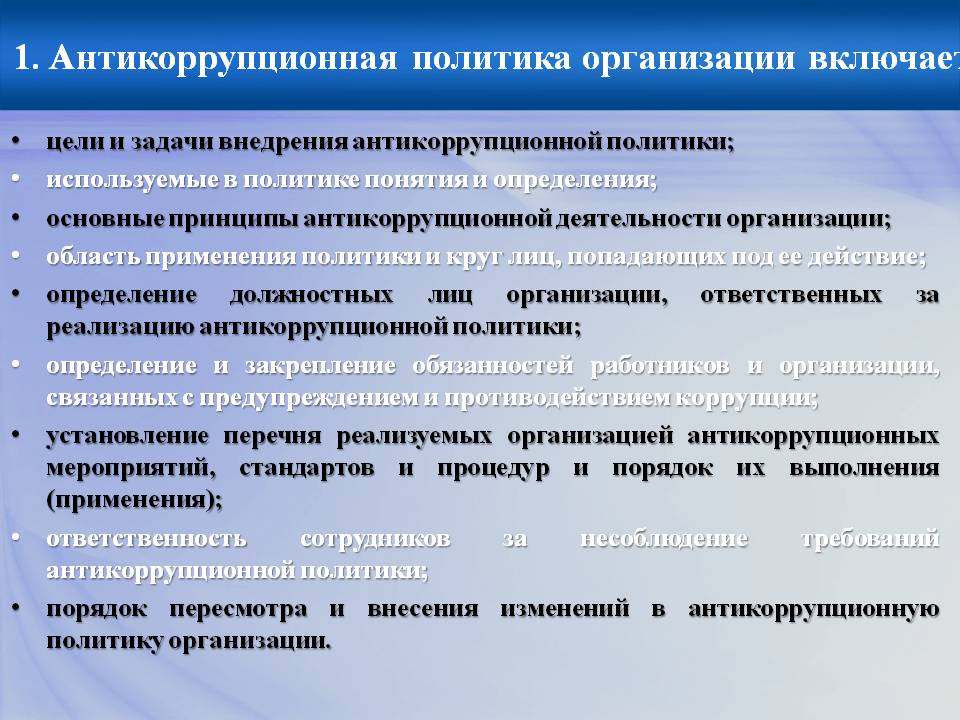 1. Антикоррупционная политика организации включает
• цели и задачи внедрения антикоррупционной политики;
• используемые в политике понятия и определения;
• основные принципы антикоррупционной деятельности организации;
• область применения политики и круг лиц, попадающих под ее действие;
• определение должностных лиц организации, ответственных за
реализацию антикоррупционной политики;
• определение и закрепление обязанностей работников и организации,
связанных с предупреждением и противодействием коррупции;
• установление перечня реализуемых организацией антикоррупционных
мероприятий, стандартов и процедур и порядок их выполнения
(применения);
• ответственность сотрудников за несоблюдение требований
антикоррупционной политики;
• порядок пересмотра и внесения изменений в антикоррупционную
политику организации.